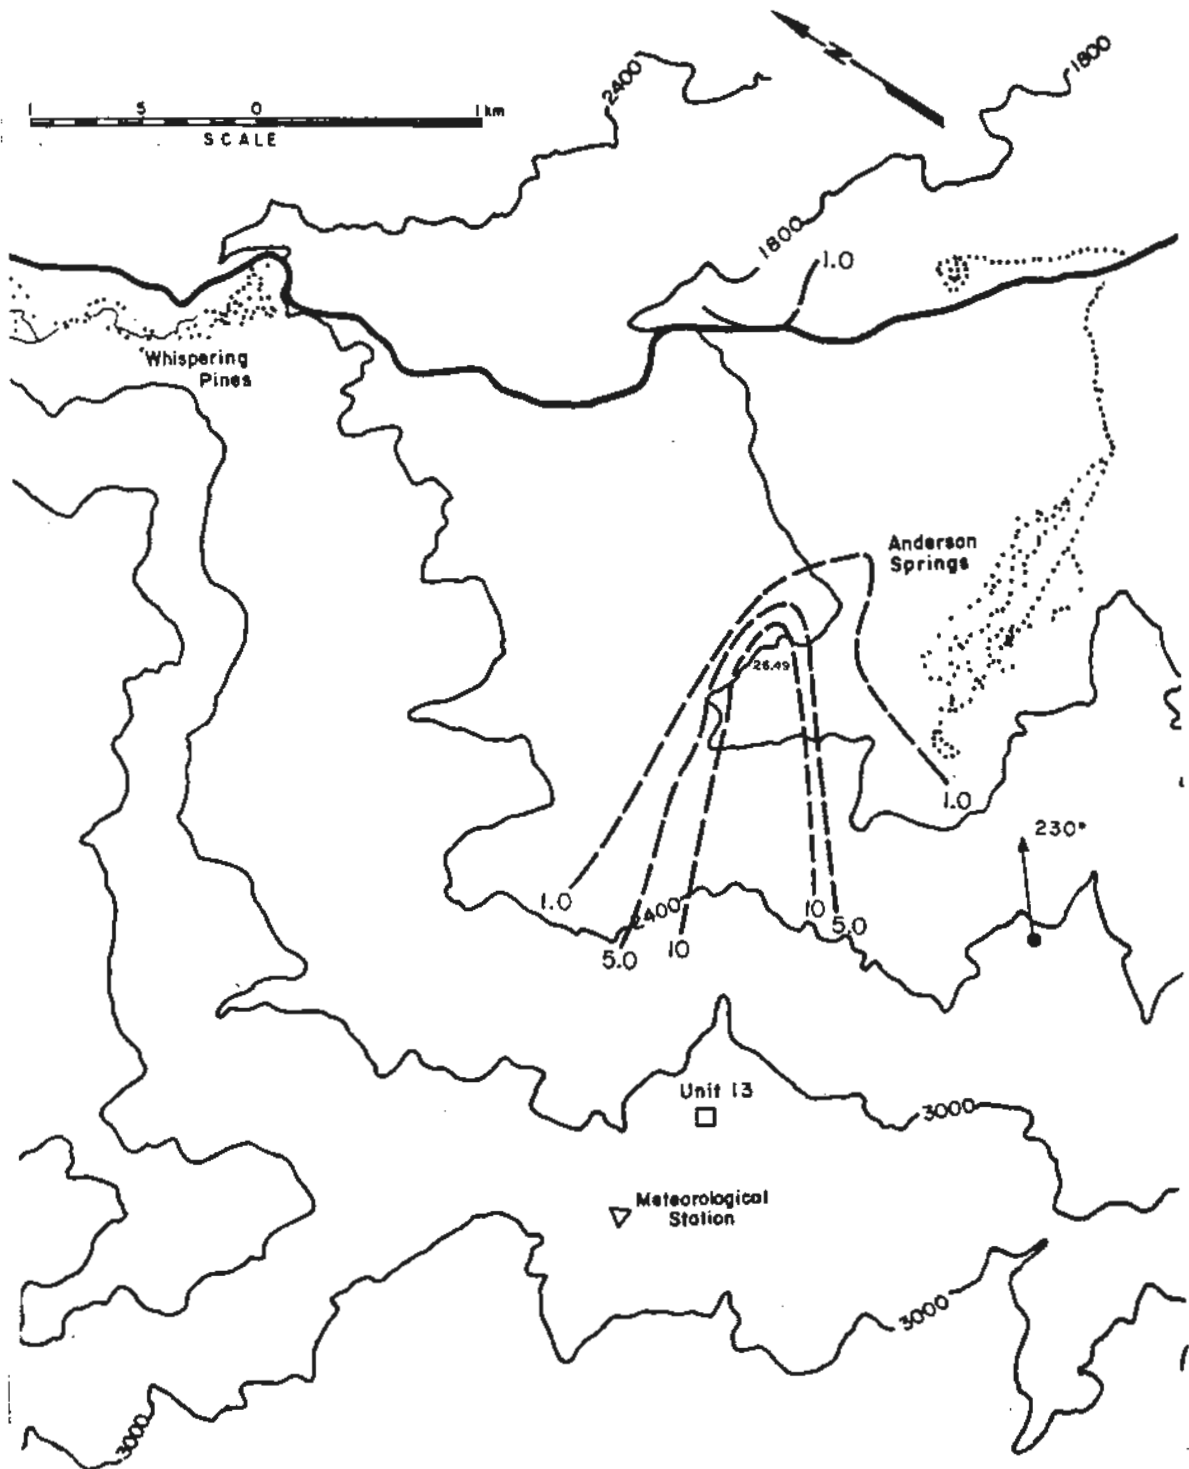 N
1800
2400
1 5 0 1 km
SCALE
1800
1.0
Whispering
Pines
Anderson
Springs
26.49
1.0
230°
1.0
2400
10
5.0
5.0
10
Unit 13
3000
Meteorological
Station
3000
3000